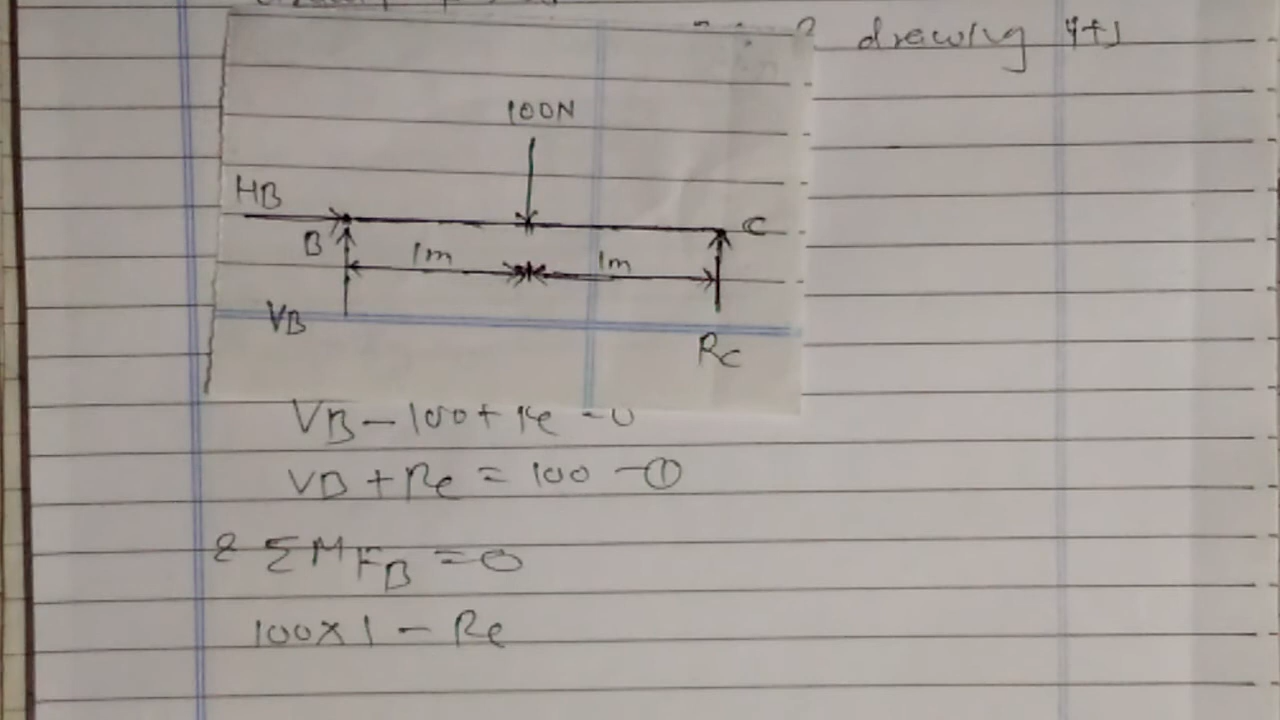 drawing its
100N
HB
C
B
1m
1m
VB
RC
VB - 100 + Rc = 0
VB + Rc = 100 - ①
& ΣMFB = 0
100 × 1 - Rc